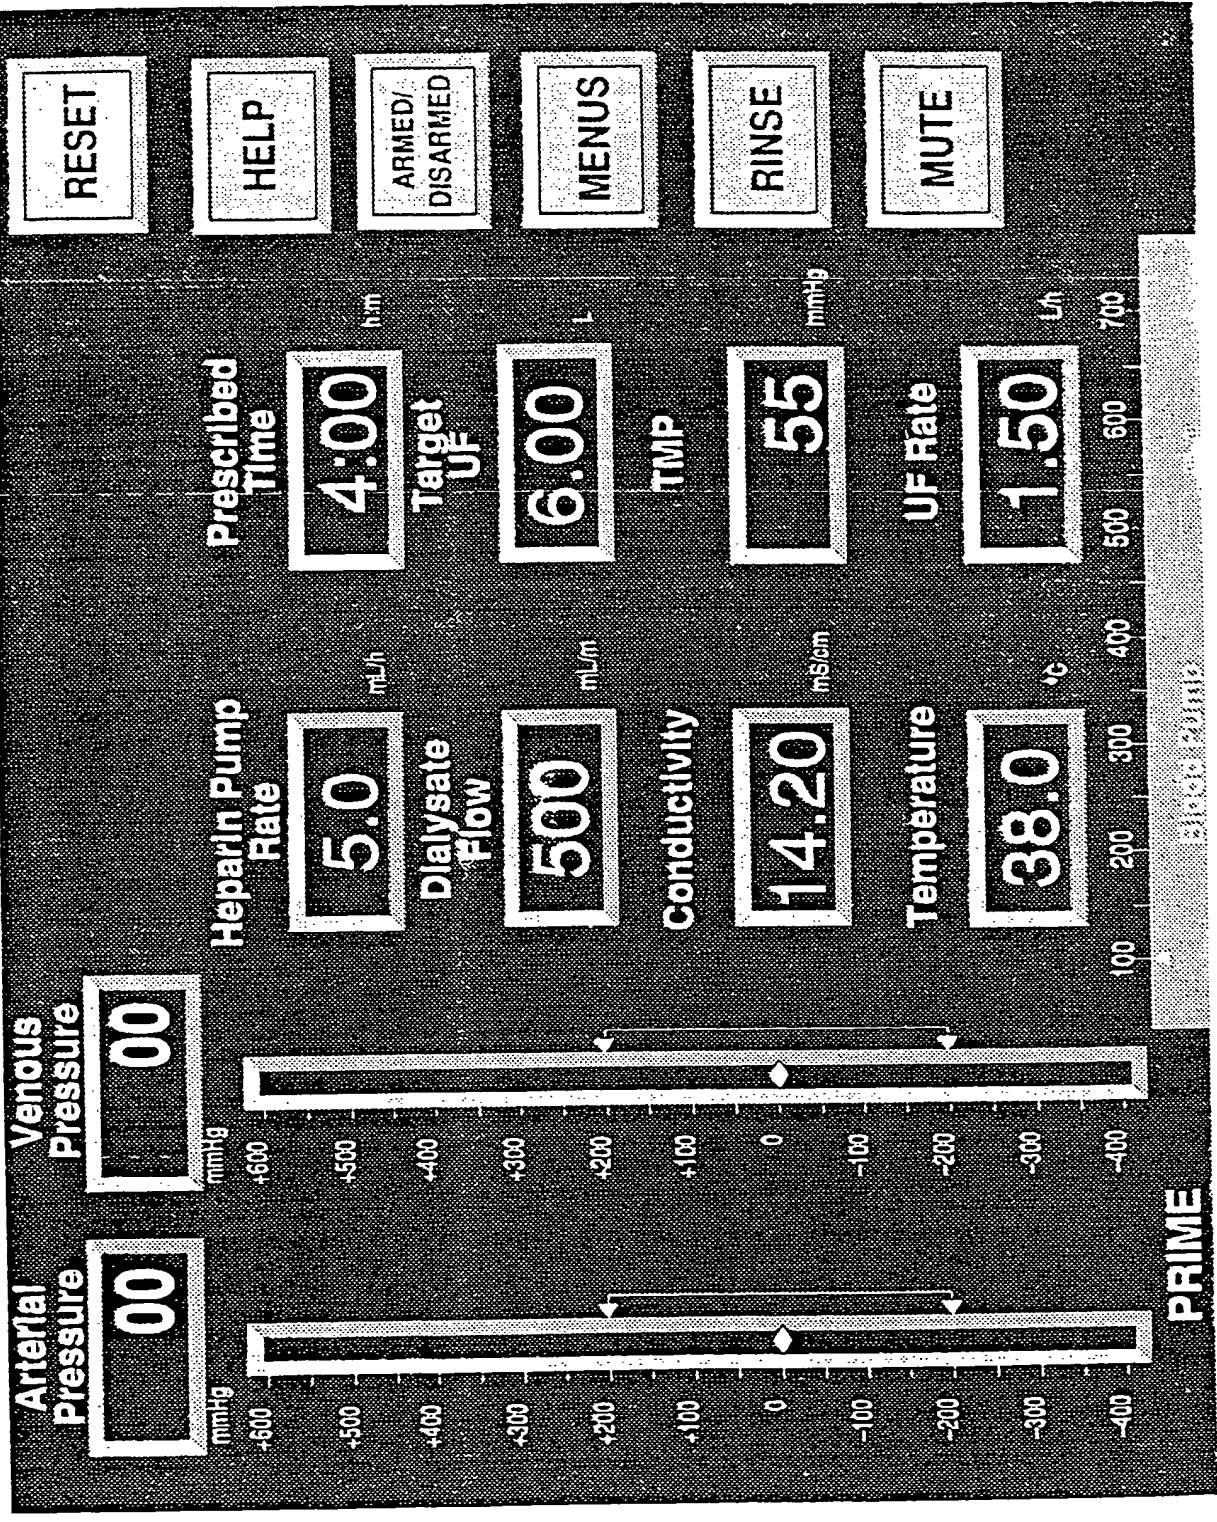 Arterial
Pressure
00
mmHg
+600
+500
+400
+300
+200
+100
0
-100
-200
-300
-400
Venous
Pressure
00
mmHg
+600
+500
+400
+300
+200
+100
0
-100
-200
-300
-400
Heparin Pump
Rate
5.0
mL/h
Prescribed
Time
4:00
h:m
Dialysate
Flow
500
mL/m
Target
UF
6.00
L
Conductivity
14.20
mS/cm
TMP
55
mmHg
Temperature
38.0
°C
UF Rate
1.50
L/h
RESET
HELP
ARMED/
DISARMED
MENUS
RINSE
MUTE
100 200 300 400 500 600 700
Blood Pump
PRIME